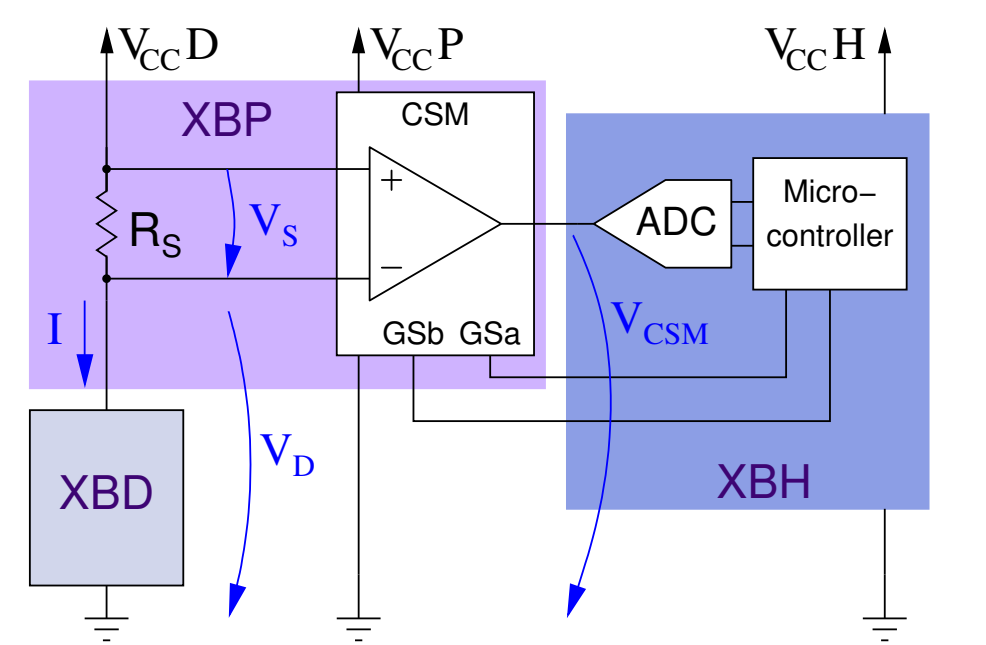 VCCD
VCCP
VCCH
XBP
CSM
+
RS
VS
−
Micro−
controller
ADC
I
GSb GSa
VCSM
VD
XBD
XBH